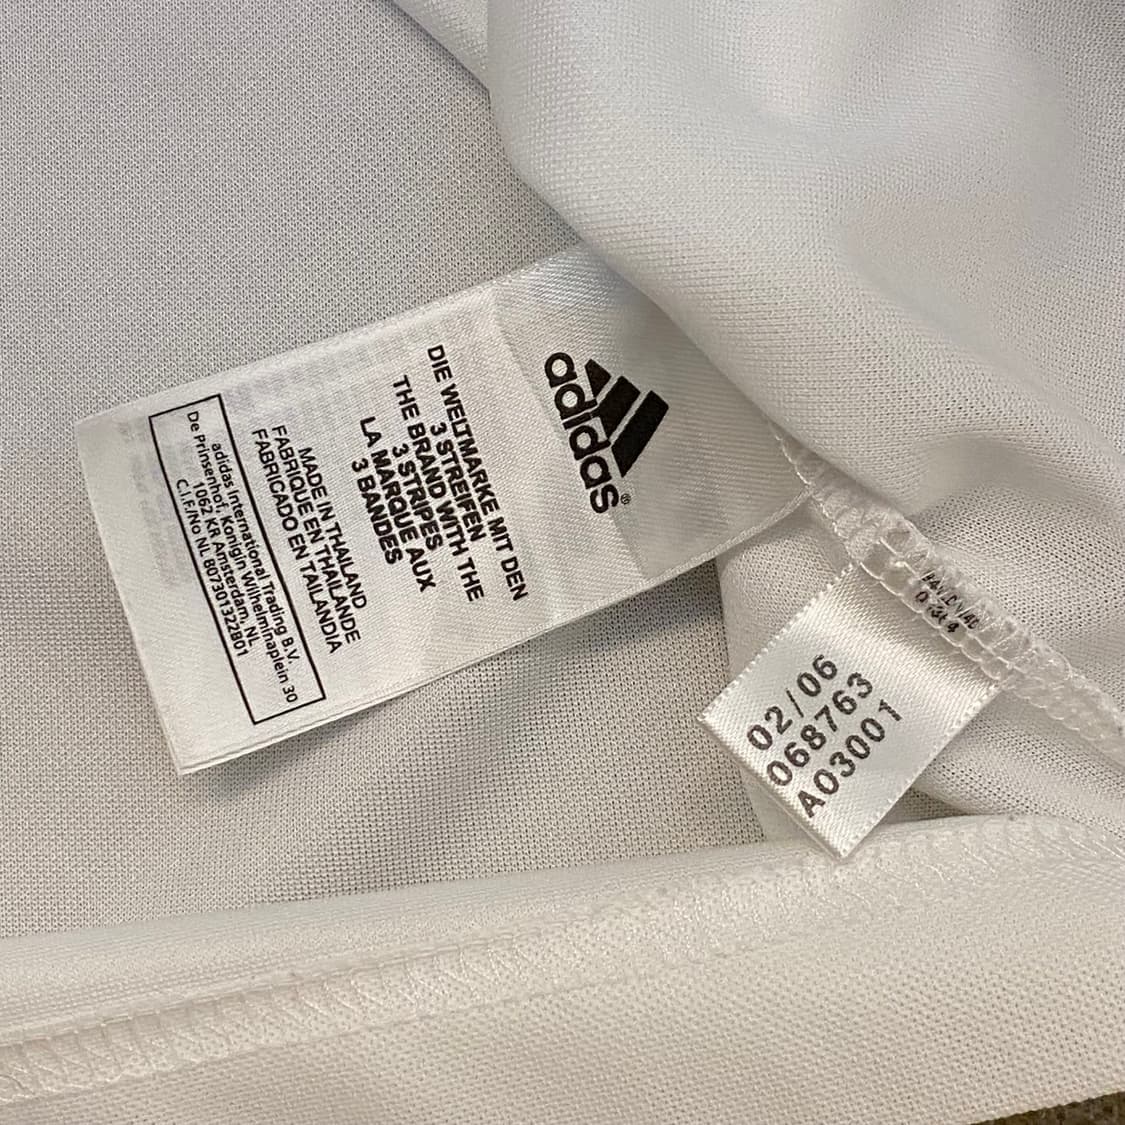 adidas®
DIE WELTMARKE MIT DEN
3 STREIFEN
THE BRAND WITH THE
3 STRIPES
LA MARQUE AUX
3 BANDES
MADE IN THAILAND
FABRIQUE EN THAILANDE
FABRICADO EN TAILANDIA
adidas International Trading B.V.
De Prinsenhof, Konigin Wilhelminaplein 30
1062 KR Amsterdam, NL
C.I.F./No NL 807301322B01
02/06
068763
A03001